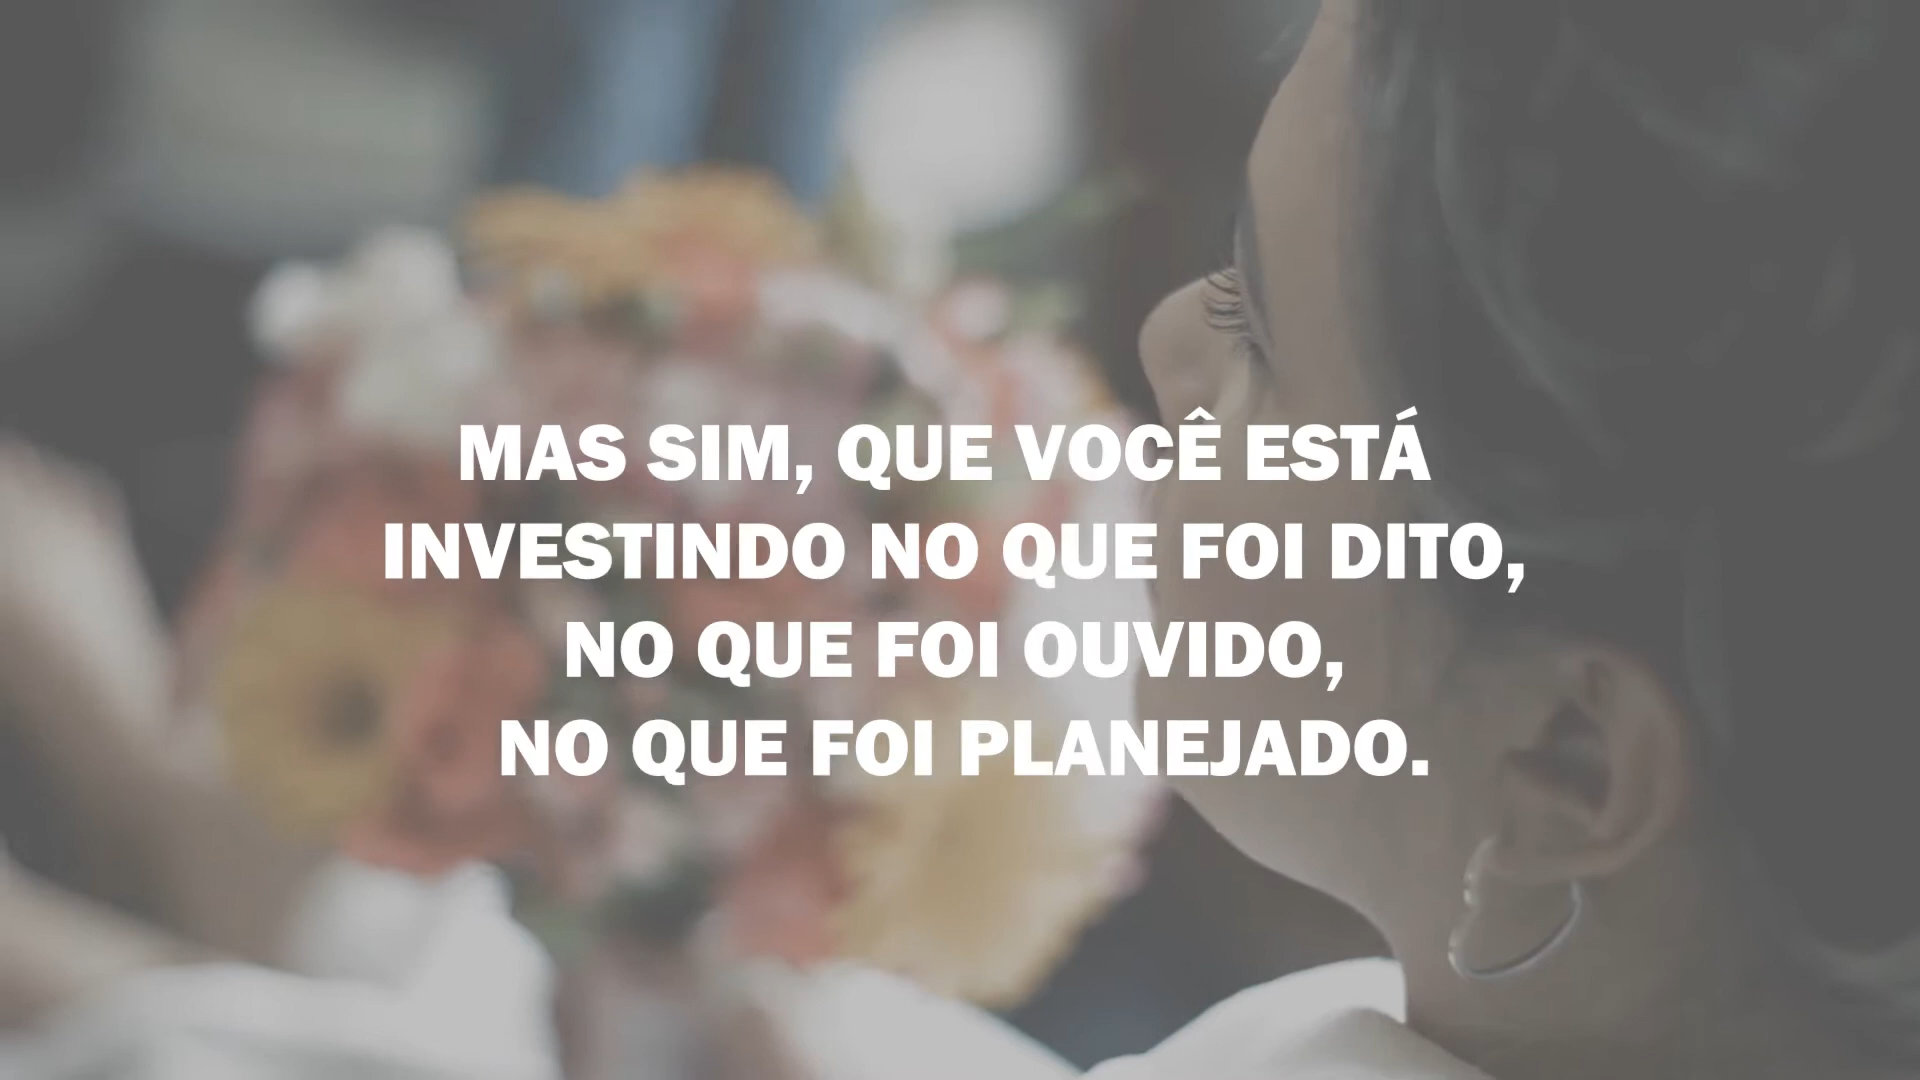 MAS SIM, QUE VOCÊ ESTÁ
INVESTINDO NO QUE FOI DITO,
NO QUE FOI OUVIDO,
NO QUE FOI PLANEJADO.